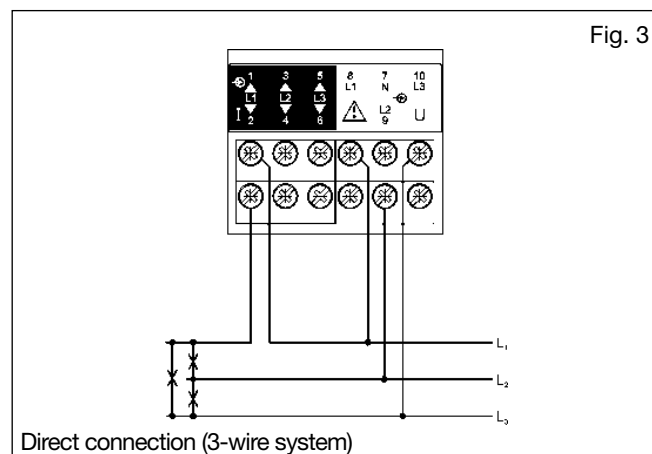 Fig. 3
1 3 5 8 7 10
L1 N L3
L1 L2 L3
I L2 U
2 4 6 9
L1
L2
L3
Direct connection (3-wire system)